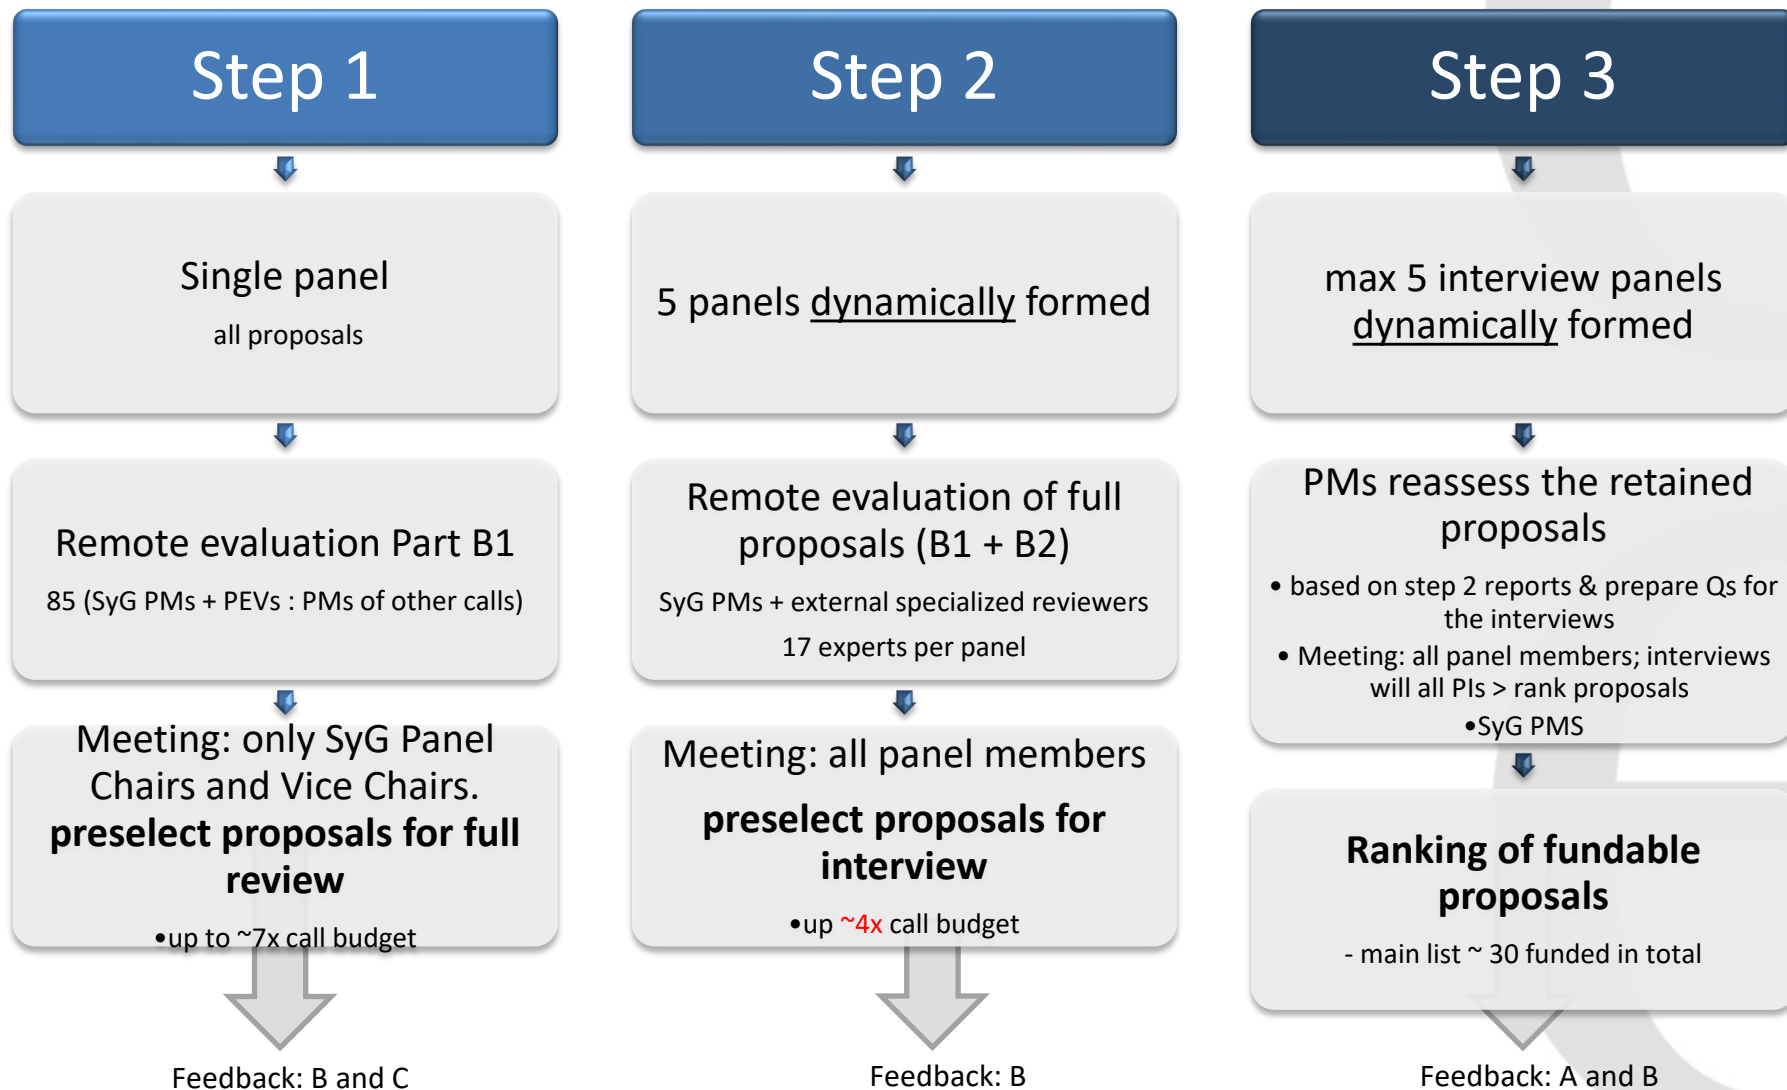 Step 1
Single panel
all proposals
Remote evaluation Part B1
85 (SyG PMs + PEVs : PMs of other calls)
Meeting: only SyG Panel
Chairs and Vice Chairs.
preselect proposals for full
review
•up to ~7x call budget
Feedback: B and C
Step 2
5 panels dynamically formed
Remote evaluation of full
proposals (B1 + B2)
SyG PMs + external specialized reviewers
17 experts per panel
Meeting: all panel members
preselect proposals for
interview
•up ~4x call budget
Feedback: B
Step 3
max 5 interview panels
dynamically formed
PMs reassess the retained
proposals
• based on step 2 reports & prepare Qs for
the interviews
• Meeting: all panel members; interviews
will all PIs > rank proposals
•SyG PMS
Ranking of fundable
proposals
- main list ~ 30 funded in total
Feedback: A and B